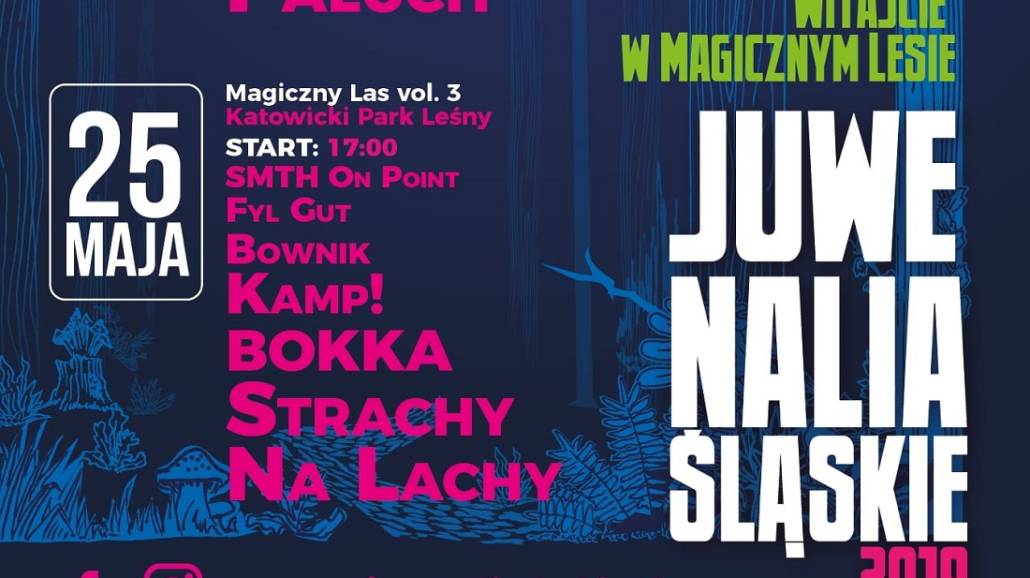 PALUCH
WITAJCIE
W MAGICZNYM LESIE
25
MAJA
Magiczny Las vol. 3
Katowicki Park Leśny
START: 17:00
SMTH ON POINT
FYL GUT
BOWNIK
KAMP!
BOKKA
STRACHY
NA LACHY
JUWE
NALIA
ŚLĄSKIE